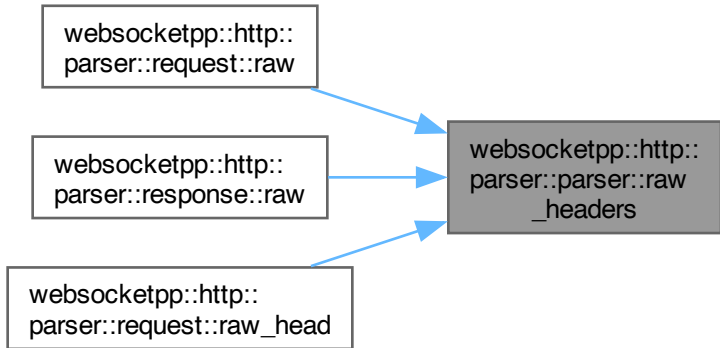 websocketpp::http::
parser::request::raw
websocketpp::http::
parser::response::raw
websocketpp::http::
parser::request::raw_head
websocketpp::http::
parser::parser::raw
_headers